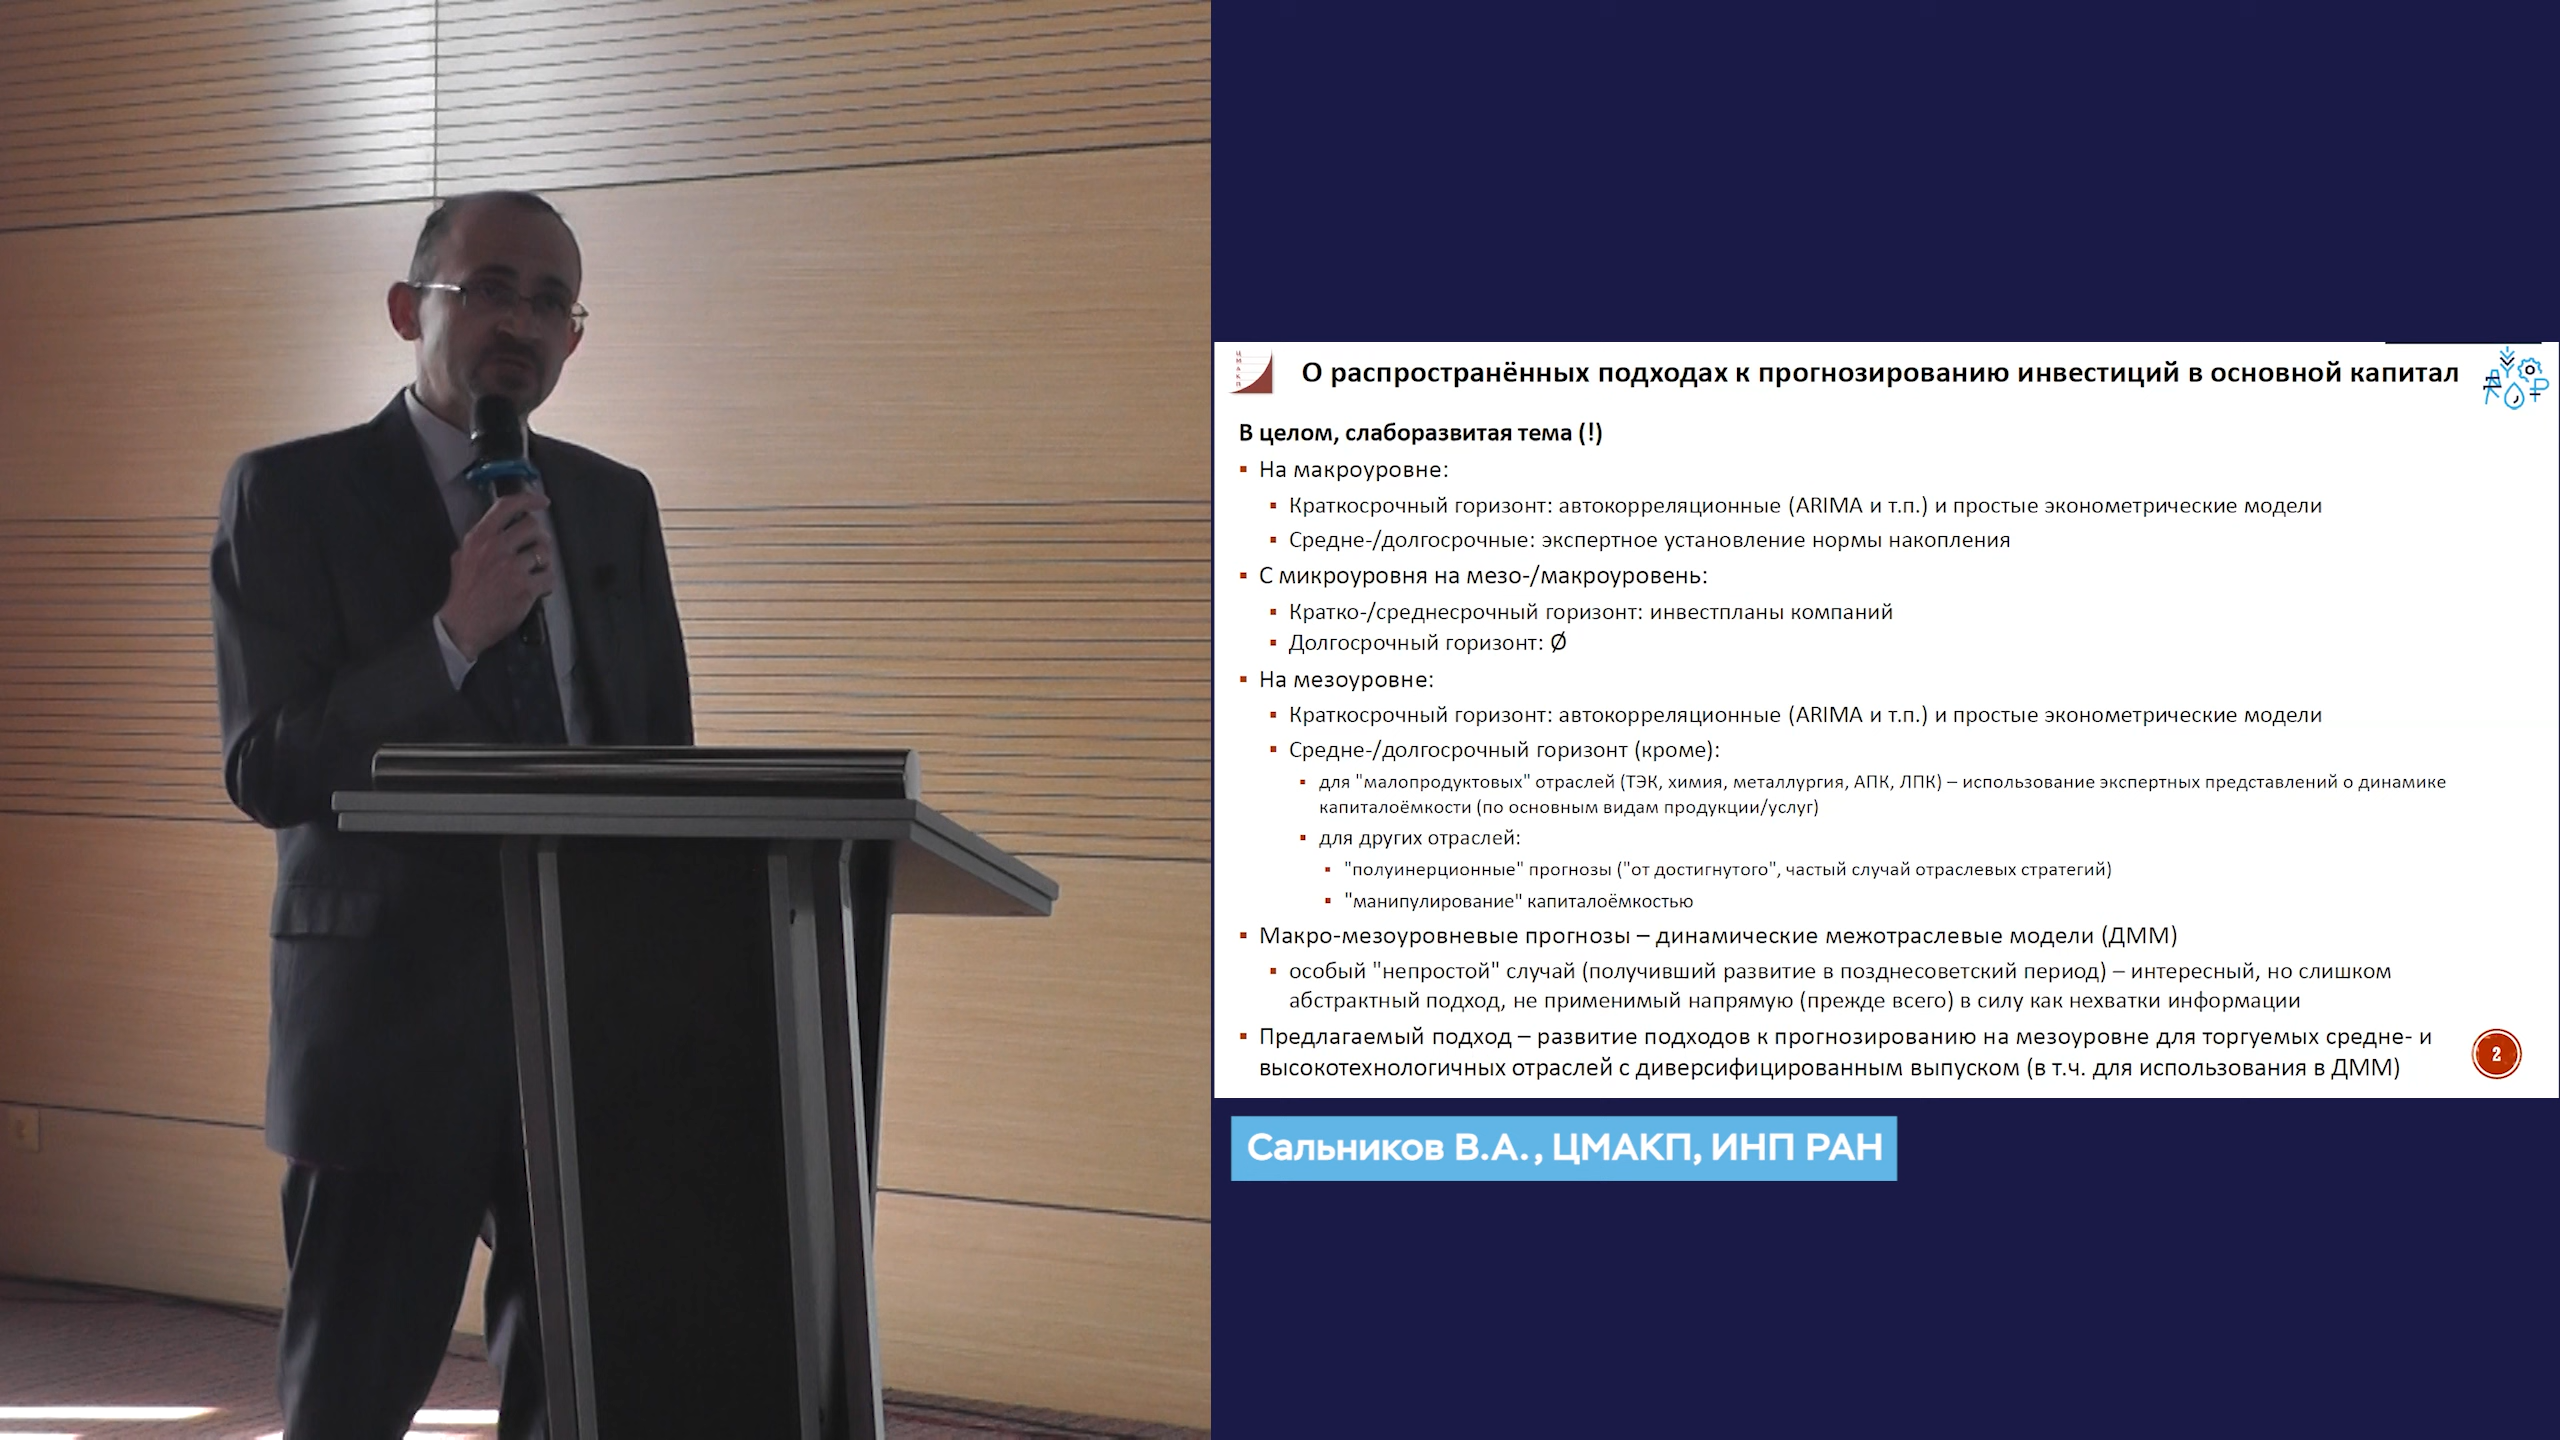 ЦМАКП
О распространённых подходах к прогнозированию инвестиций в основной капитал
В целом, слаборазвитая тема (!)
На макроуровне:
Краткосрочный горизонт: автокорреляционные (ARIMA и т.п.) и простые эконометрические модели
Средне-/долгосрочные: экспертное установление нормы накопления
С микроуровня на мезо-/макроуровень:
Кратко-/среднесрочный горизонт: инвестпланы компаний
Долгосрочный горизонт: Ø
На мезоуровне:
Краткосрочный горизонт: автокорреляционные (ARIMA и т.п.) и простые эконометрические модели
Средне-/долгосрочный горизонт (кроме):
для "малопродуктовых" отраслей (ТЭК, химия, металлургия, АПК, ЛПК) – использование экспертных представлений о динамике
капиталоёмкости (по основным видам продукции/услуг)
для других отраслей:
"полуинерционные" прогнозы ("от достигнутого", частый случай отраслевых стратегий)
"манипулирование" капиталоёмкостью
Макро-мезоуровневые прогнозы – динамические межотраслевые модели (ДММ)
особый "непростой" случай (получивший развитие в позднесоветский период) – интересный, но слишком
абстрактный подход, не применимый напрямую (прежде всего) в силу как нехватки информации
Предлагаемый подход – развитие подходов к прогнозированию на мезоуровне для торгуемых средне- и
высокотехнологичных отраслей с диверсифицированным выпуском (в т.ч. для использования в ДММ)
2
Сальников В.А., ЦМАКП, ИНП РАН